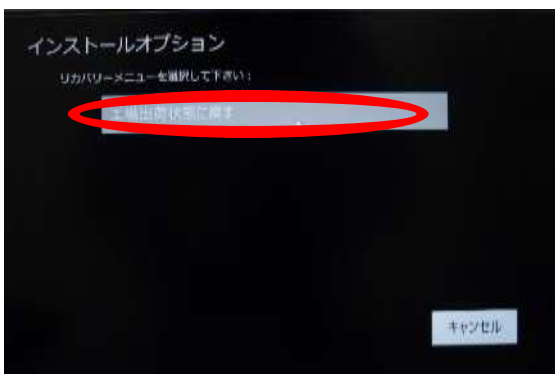 インストールオプション
リカバリーメニューを選択して下さい：
工場出荷状態に戻す
キャンセル